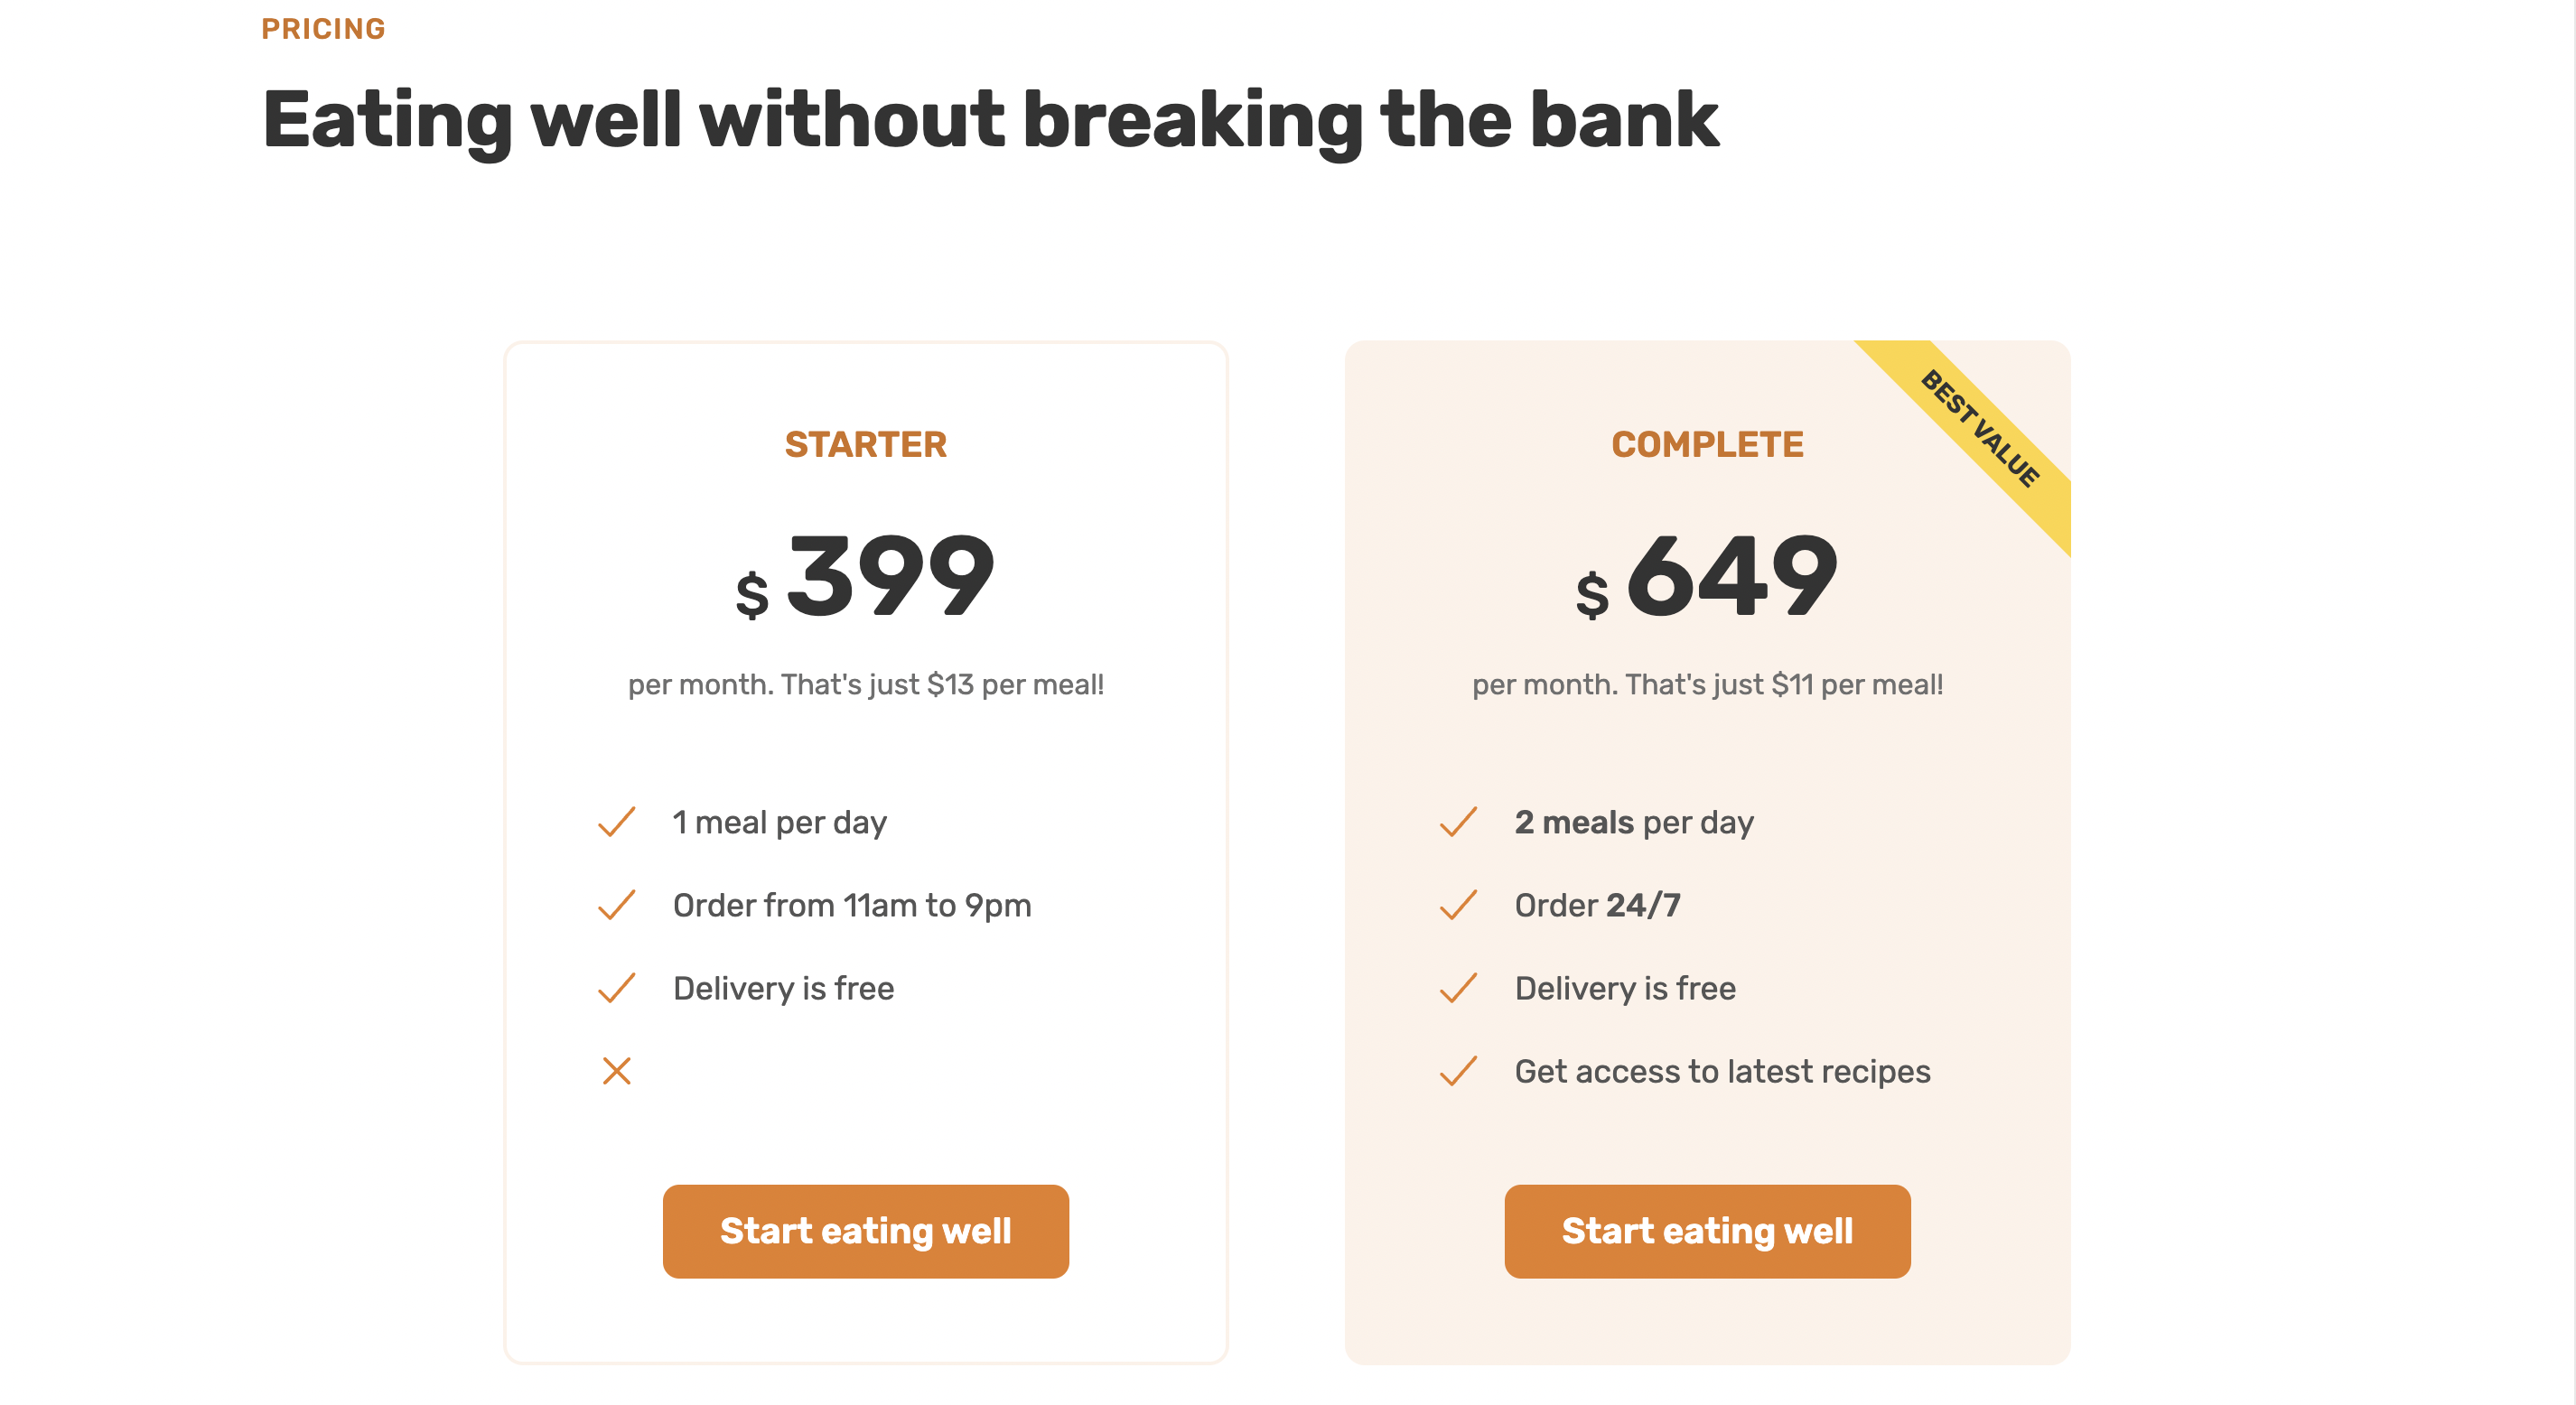 PRICING
Eating well without breaking the bank
STARTER
$ 399
per month. That's just $13 per meal!
1 meal per day
Order from 11am to 9pm
Delivery is free
Start eating well
BEST VALUE
COMPLETE
$ 649
per month. That's just $11 per meal!
2 meals per day
Order 24/7
Delivery is free
Get access to latest recipes
Start eating well